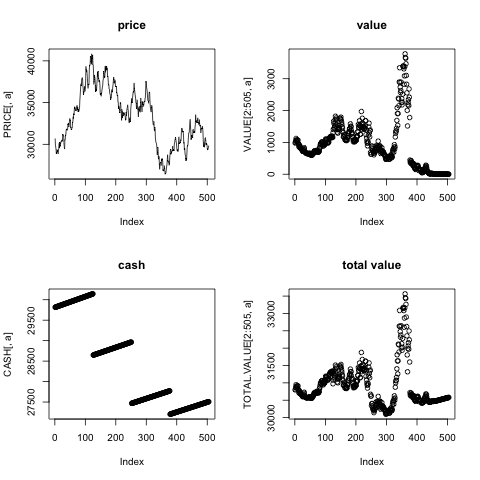 price
PRICE[, a]
30000 35000 40000
0 100 200 300 400 500
Index
value
VALUE[2:505, a]
0 1000 2000 3000
0 100 200 300 400 500
Index
cash
CASH[, a]
27500 28500 29500
0 100 200 300 400 500
Index
total value
TOTAL.VALUE[2:505, a]
30000 31500 33000
0 100 200 300 400 500
Index